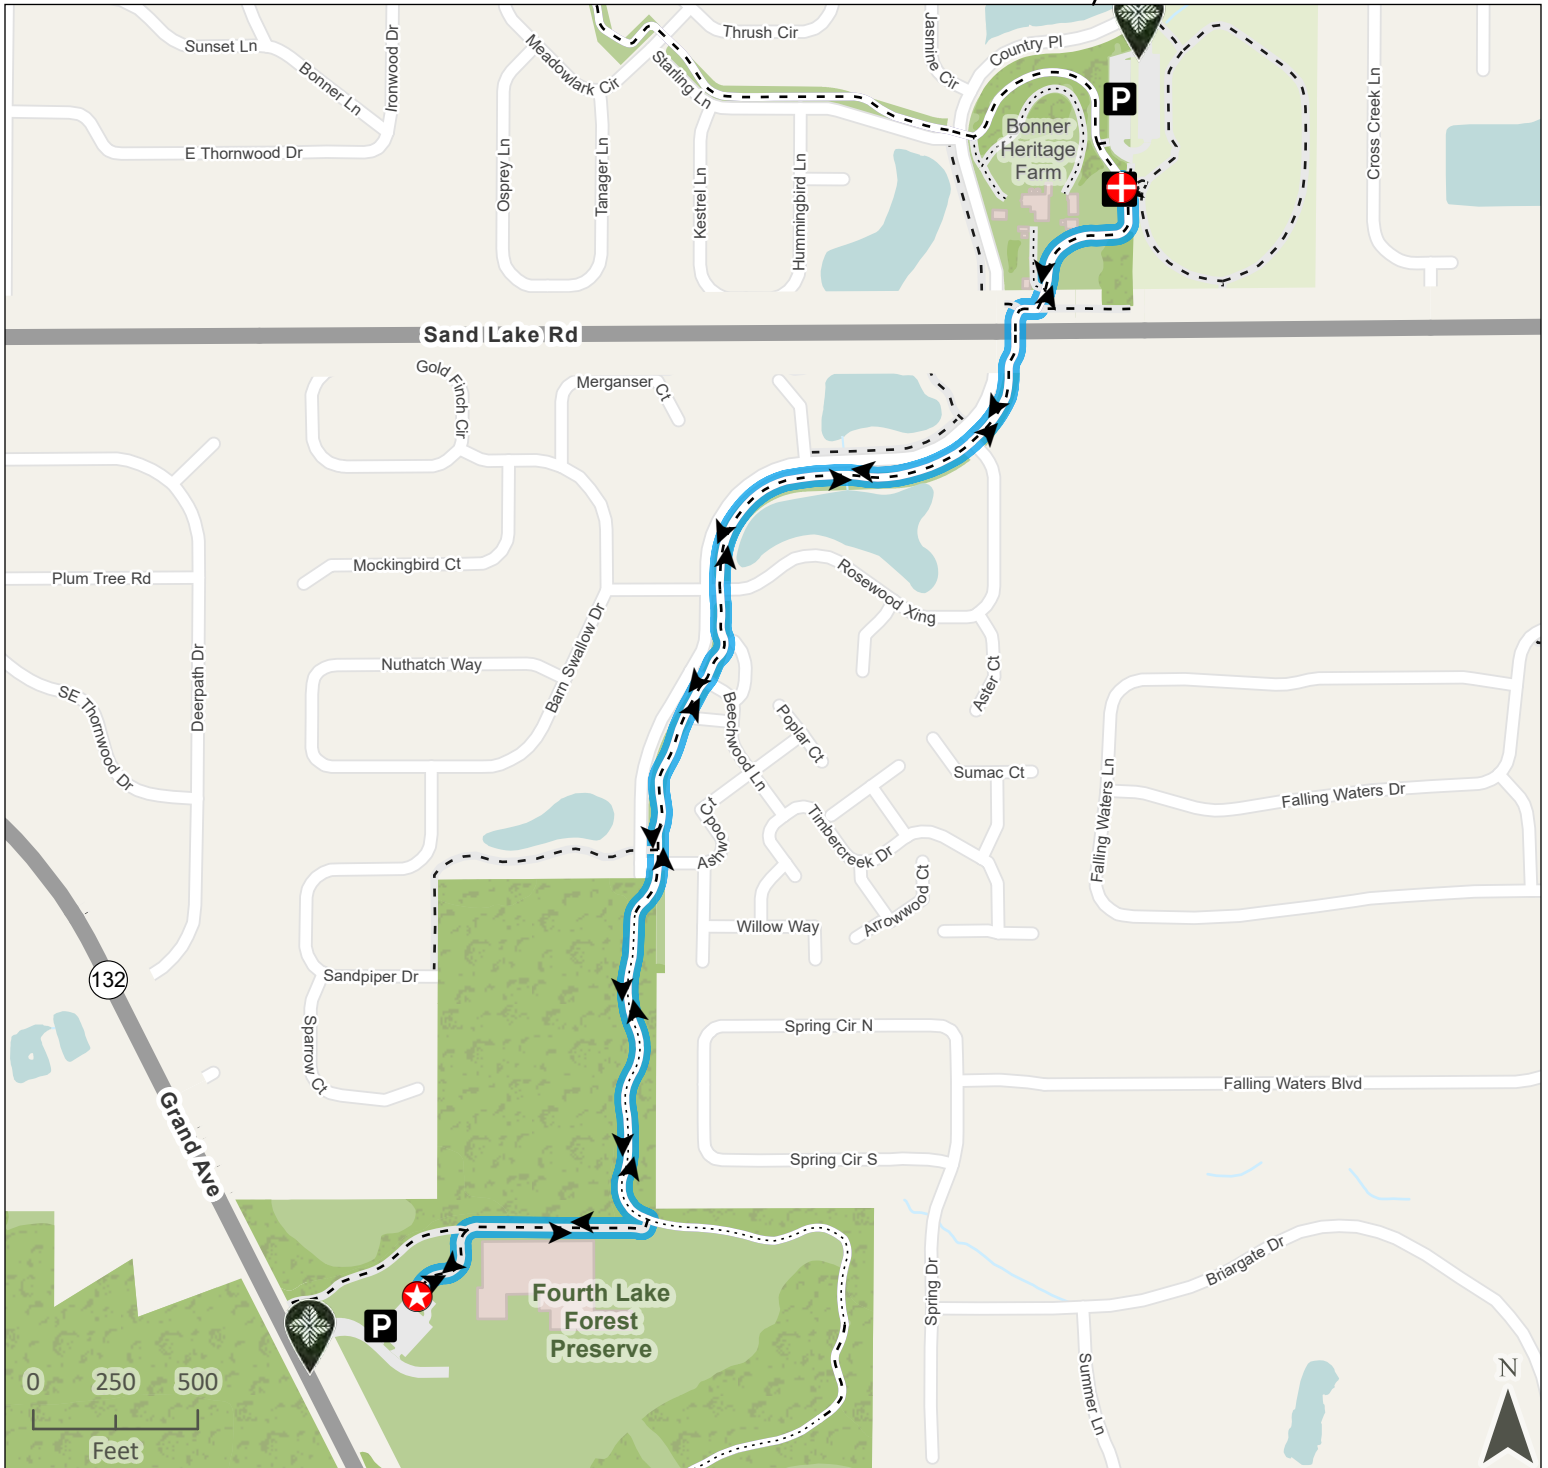 Thrush Cir
Sunset Ln
Bonner Ln
Ironwood Dr
Meadowlark Cir
Starling Ln
Jasmine Cir
Country Pl
Cross Creek Ln
P
E Thornwood Dr
Osprey Ln
Tanager Ln
Kestrel Ln
Hummingbird Ln
Bonner
Heritage
Farm
Sand Lake Rd
Gold Finch Cir
Merganser Ct
Plum Tree Rd
Mockingbird Ct
Rosewood Xing
Barn Swallow Dr
Nuthatch Way
Deerpath Dr
SE Thornwood Dr
Aster Ct
Beechwood Ln
Poplar Ct
Sumac Ct
Falling Waters Ln
Falling Waters Dr
Ashwood Ct
Timbercreek Dr
Arrowwood Ct
Willow Way
132
Sandpiper Dr
Sparrow Ct
Spring Cir N
Falling Waters Blvd
Grand Ave
Spring Cir S
Spring Dr
Briargate Dr
Fourth Lake
Forest
Preserve
P
Summer Ln
0 250 500
Feet
N